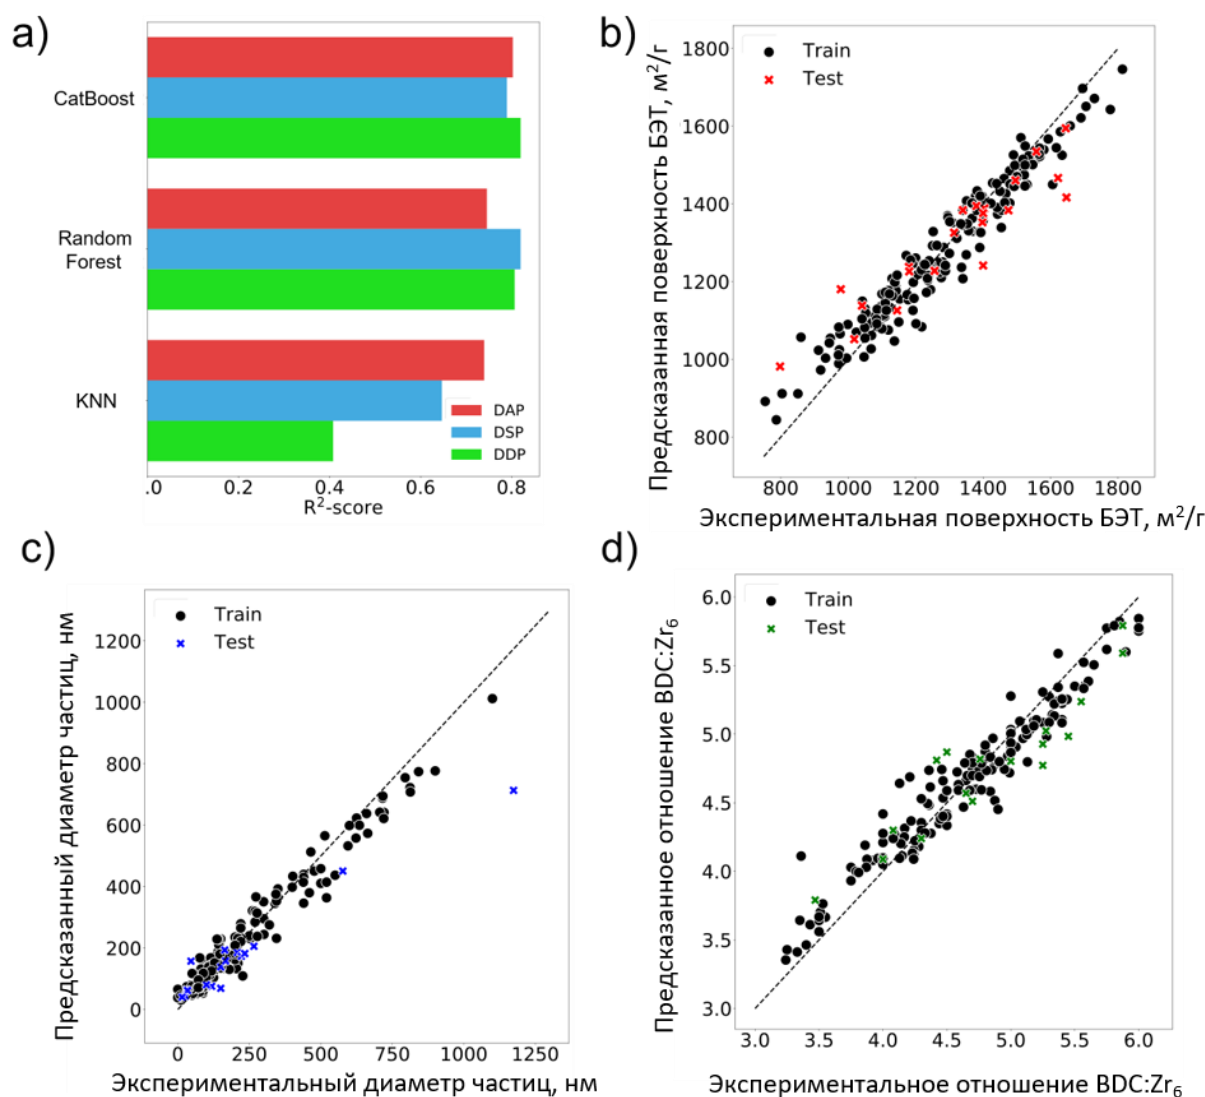 a)
CatBoost
Random
Forest
KNN
DAP
DSP
DDP
.0 0.2 0.4 0.6 0.8
R²-score
b)
Train
Test
1800
1600
1400
1200
1000
800
800 1000 1200 1400 1600 1800
Предсказанная поверхность БЭТ, м²/г
Экспериментальная поверхность БЭТ, м²/г
c)
Train
Test
1200
1000
800
600
400
200
0
0 250 500 750 1000 1250
Предсказанный диаметр частиц, нм
Экспериментальный диаметр частиц, нм
d)
Train
Test
6.0
5.5
5.0
4.5
4.0
3.5
3.0
3.0 3.5 4.0 4.5 5.0 5.5 6.0
Предсказанное отношение BDC:Zr₆
Экспериментальное отношение BDC:Zr₆